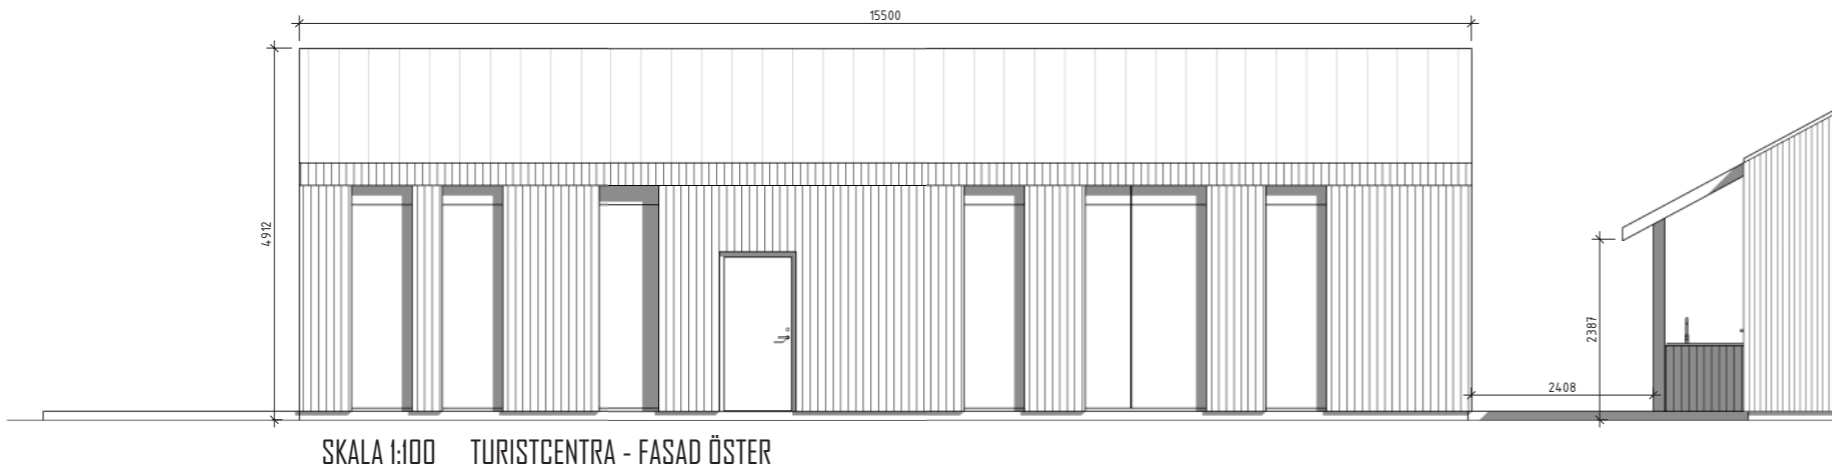 15500
4912
2387
2408
SKALA 1:100 TURISTCENTRA - FASAD ÖSTER